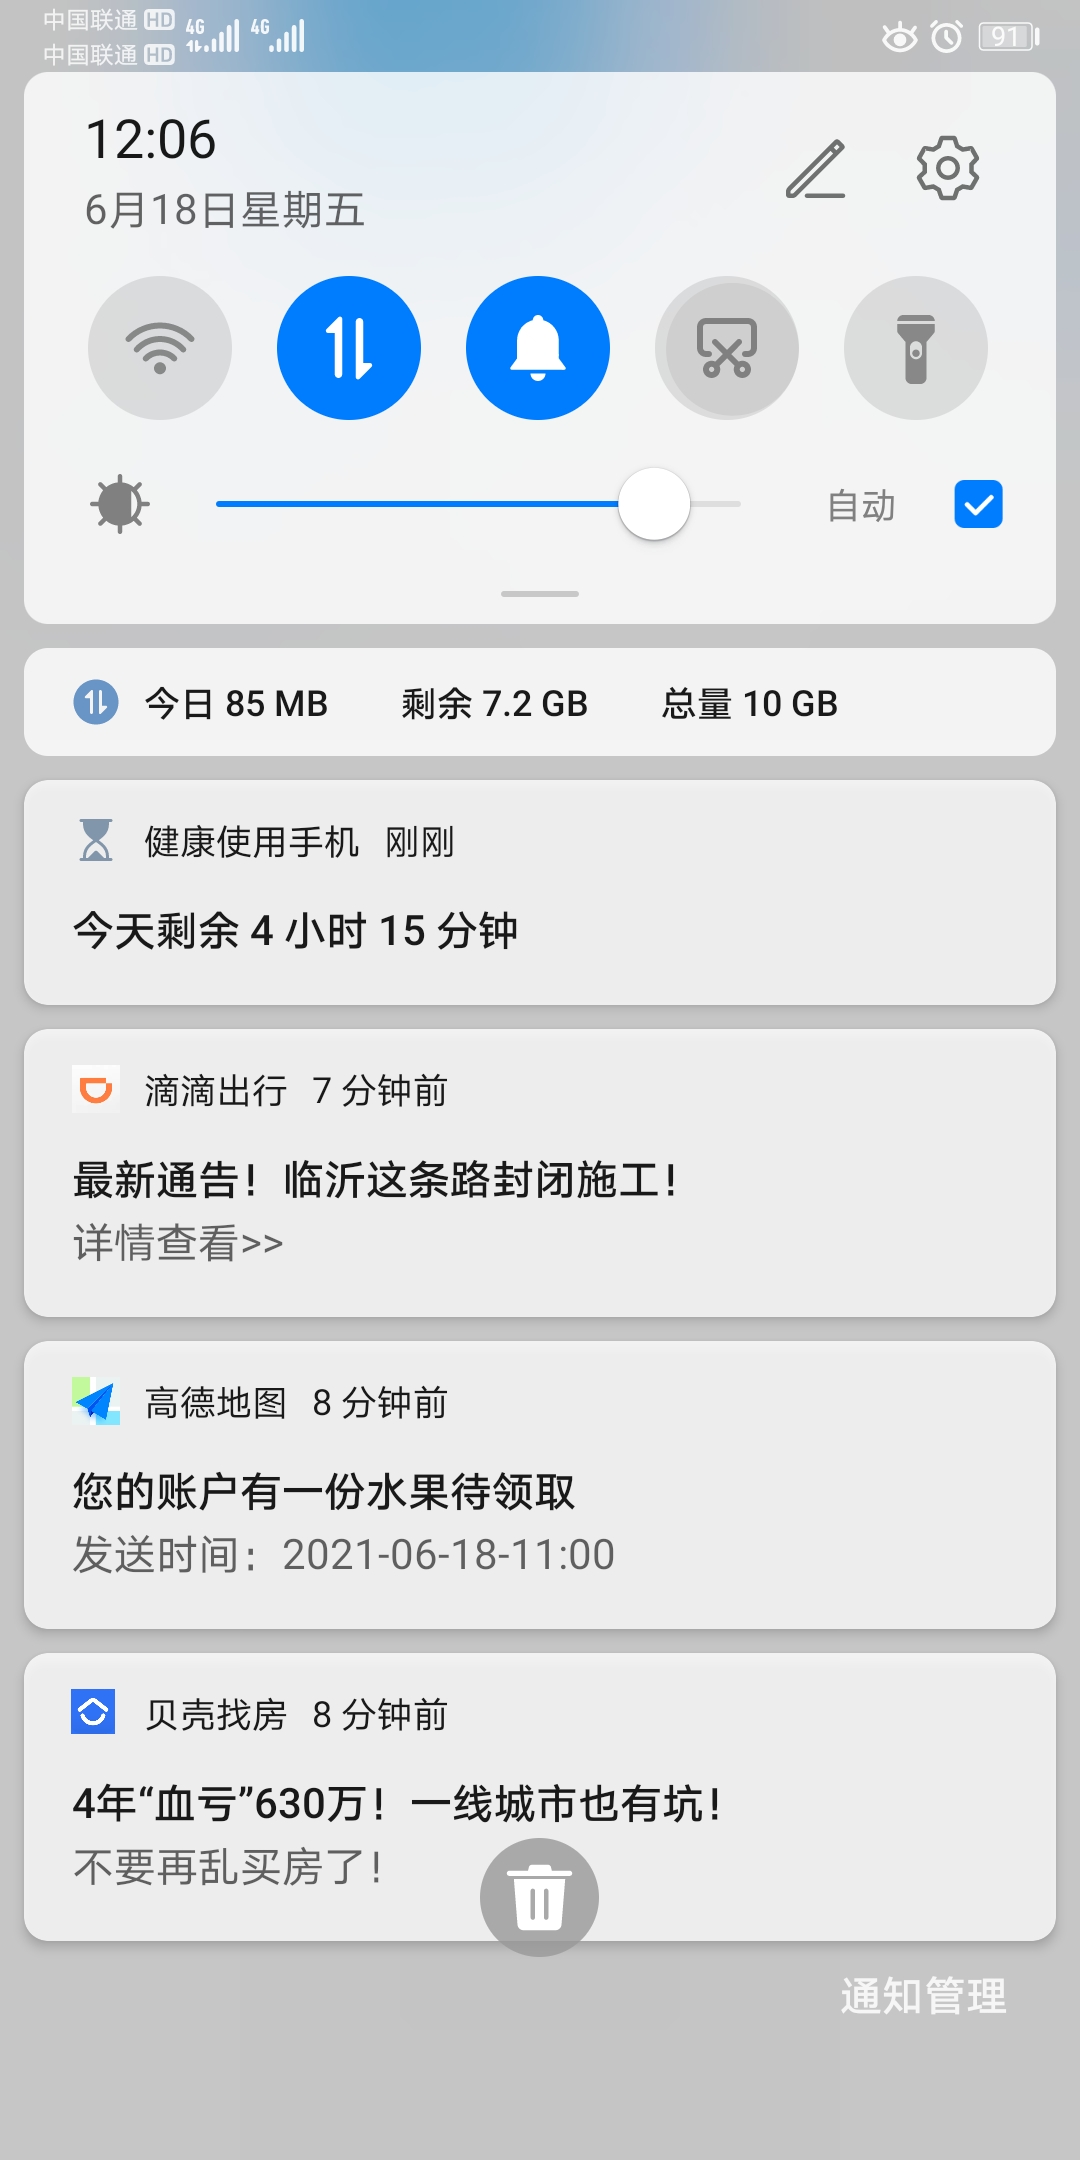 中国联通 HD 4G 4G 91
中国联通 HD
12:06
6月18日星期五
自动
今日 85 MB 剩余 7.2 GB 总量 10 GB
健康使用手机 刚刚
今天剩余 4 小时 15 分钟
滴滴出行 7 分钟前
最新通告！临沂这条路封闭施工！
详情查看>>
高德地图 8 分钟前
您的账户有一份水果待领取
发送时间：2021-06-18-11:00
贝壳找房 8 分钟前
4年“血亏”630万！一线城市也有坑！
不要再乱买房了！
通知管理